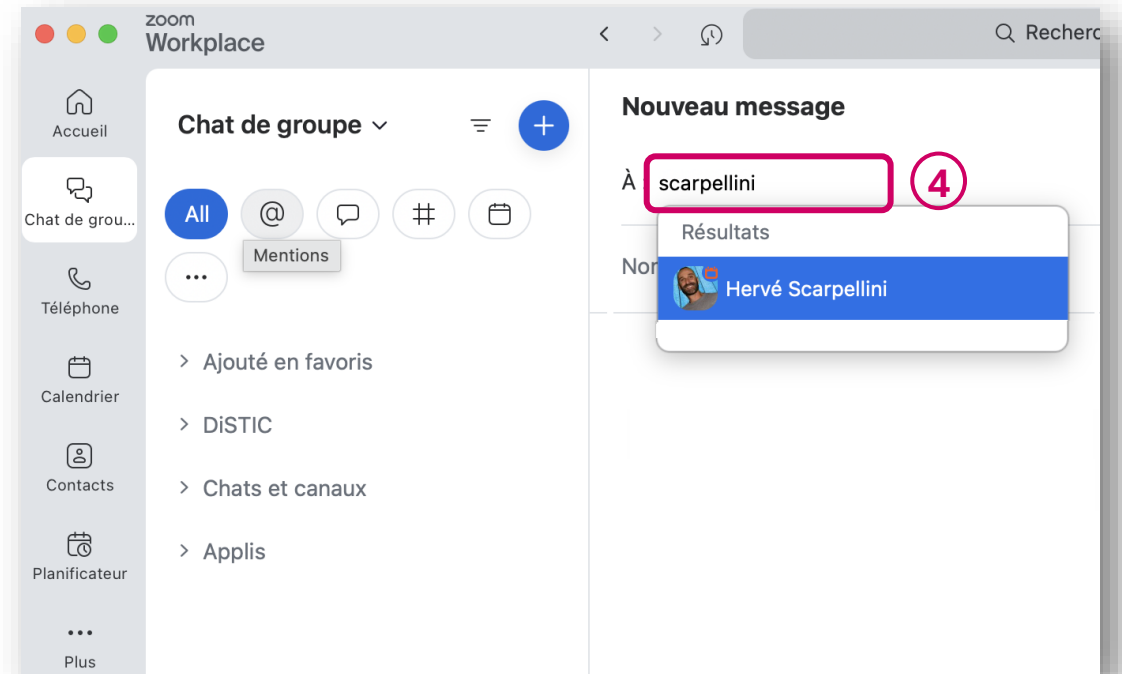 zoom
Workplace
Recherc
Accueil
Chat de grou...
Téléphone
Calendrier
Contacts
Planificateur
Plus
Chat de groupe
All
@
Mentions
Ajouté en favoris
DiSTIC
Chats et canaux
Applis
Nouveau message
À : scarpellini
4
Résultats
Nor
Hervé Scarpellini